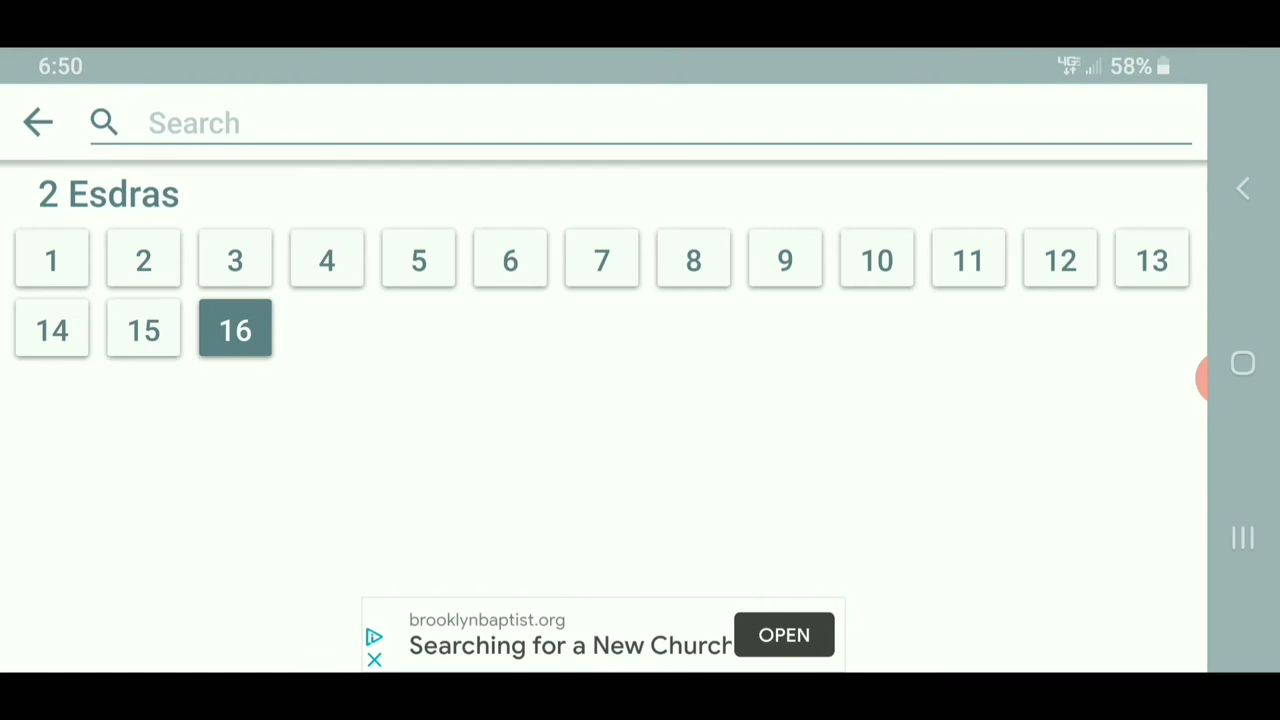 6:50
4GE 58%
Search
2 Esdras
1 2 3 4 5 6 7 8 9 10 11 12 13
14 15 16
brooklynbaptist.org
Searching for a New Church
OPEN